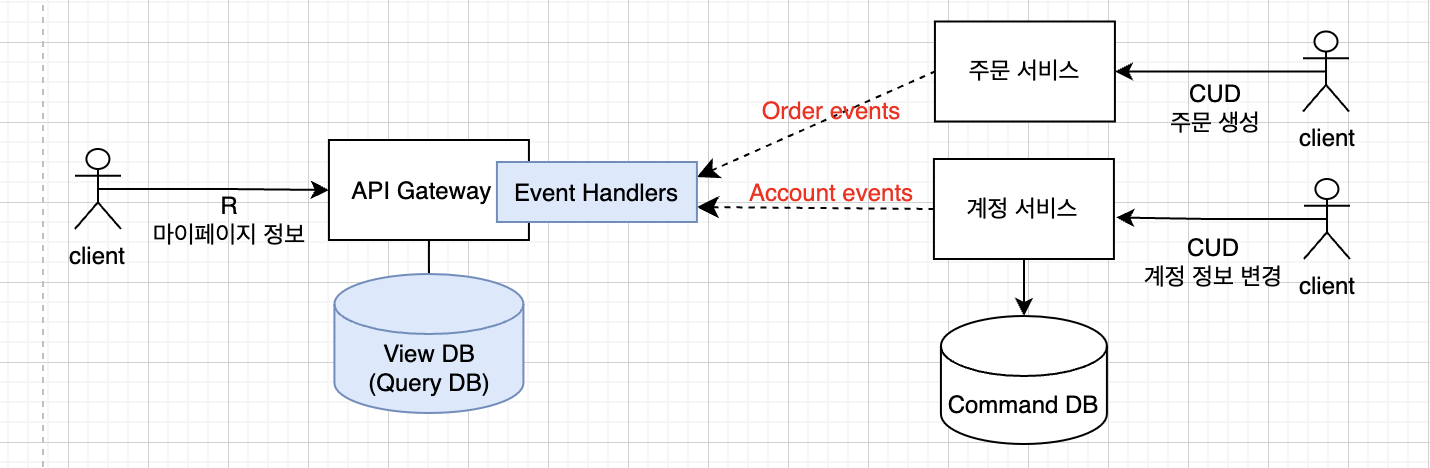 client
R
마이페이지 정보
API Gateway
Event Handlers
View DB
(Query DB)
Order events
Account events
주문 서비스
CUD
주문 생성
client
계정 서비스
CUD
계정 정보 변경
client
Command DB